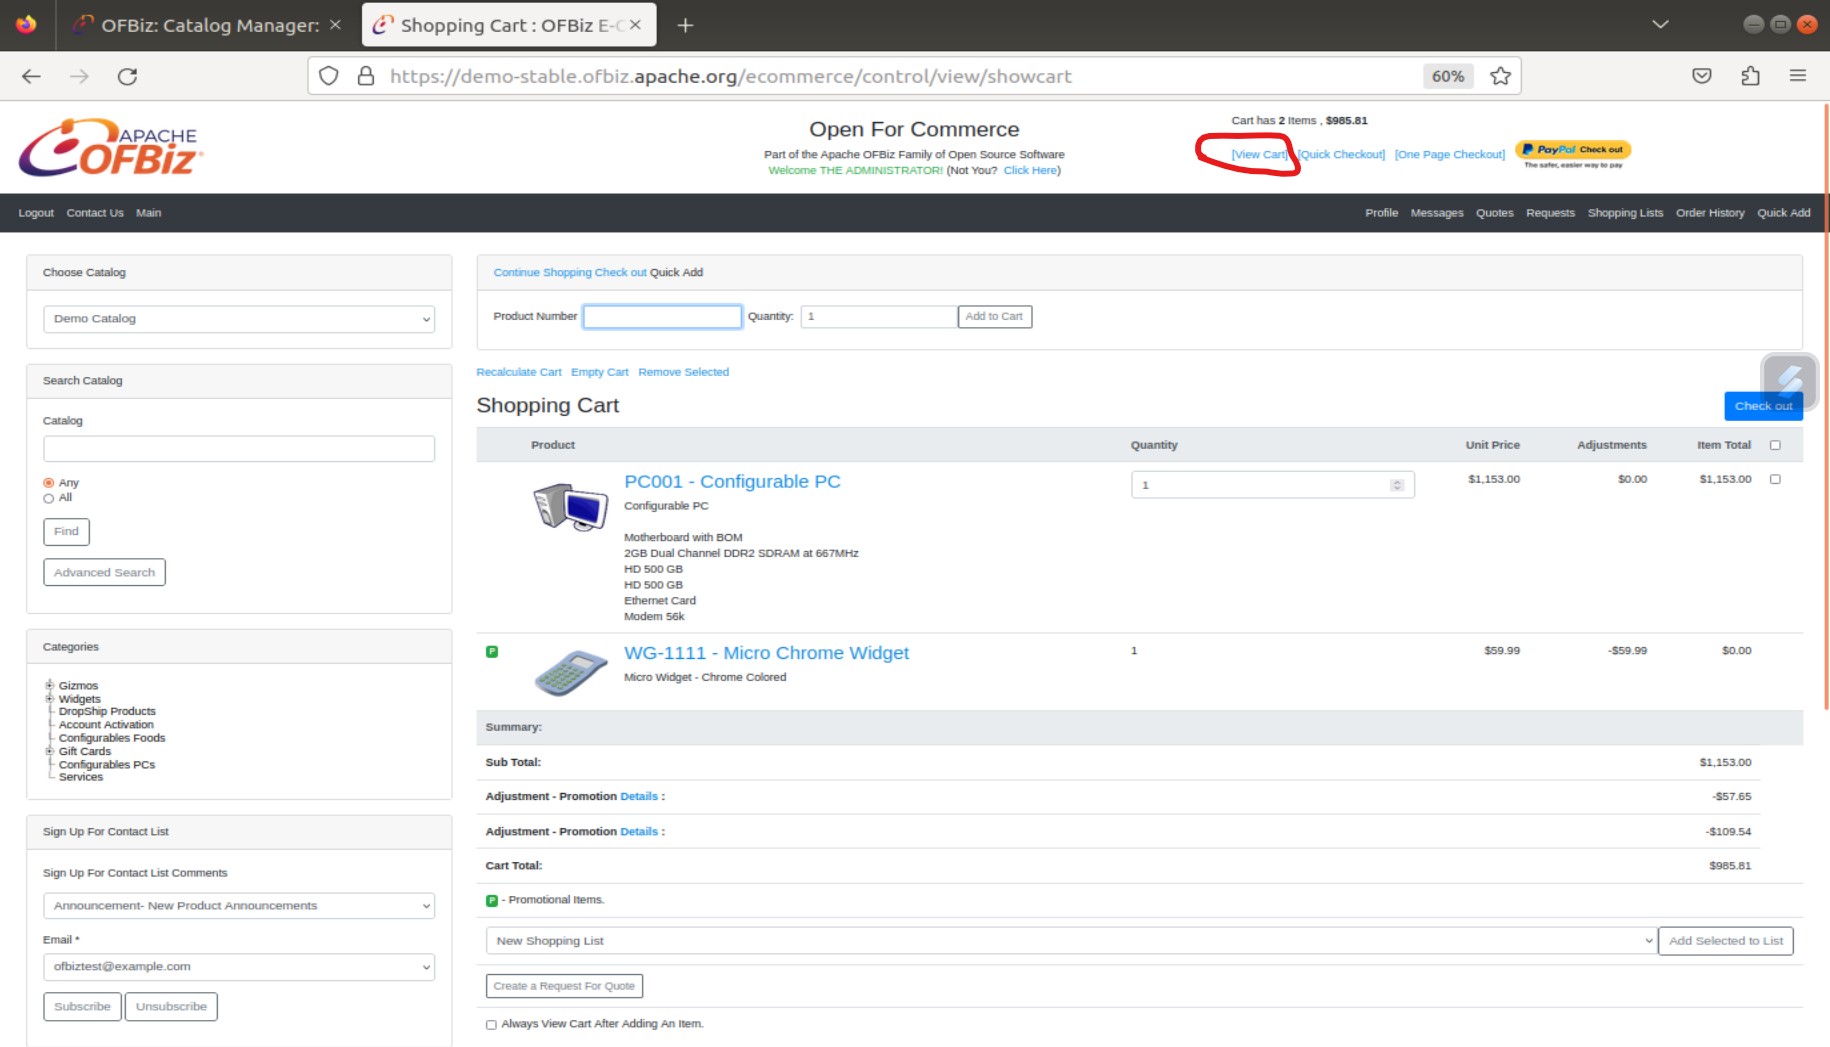 OFBiz: Catalog Manager:
Shopping Cart : OFBiz E-C
https://demo-stable.ofbiz.apache.org/ecommerce/control/view/showcart
60%
APACHE
OFBiz
Open For Commerce
Part of the Apache OFBiz Family of Open Source Software
Welcome THE ADMINISTRATOR! (Not You? Click Here)
Cart has 2 Items , $985.81
[View Cart] [Quick Checkout] [One Page Checkout]
PayPal Check out
The safer, easier way to pay
Logout Contact Us Main
Profile Messages Quotes Requests Shopping Lists Order History Quick Add
Choose Catalog
Demo Catalog
Search Catalog
Catalog
Any
All
Find
Advanced Search
Categories
Gizmos
Widgets
DropShip Products
Account Activation
Configurables Foods
Gift Cards
Configurables PCs
Services
Sign Up For Contact List
Sign Up For Contact List Comments
Announcement- New Product Announcements
Email *
ofbiztest@example.com
Subscribe Unsubscribe
Continue Shopping Check out Quick Add
Product Number Quantity: 1 Add to Cart
Recalculate Cart Empty Cart Remove Selected
Shopping Cart
Check out
Product Quantity Unit Price Adjustments Item Total
PC001 - Configurable PC 1 $1,153.00 $0.00 $1,153.00
Configurable PC
Motherboard with BOM
2GB Dual Channel DDR2 SDRAM at 667MHz
HD 500 GB
HD 500 GB
Ethernet Card
Modem 56k
P WG-1111 - Micro Chrome Widget 1 $59.99 -$59.99 $0.00
Micro Widget - Chrome Colored
Summary:
Sub Total: $1,153.00
Adjustment - Promotion Details : -$57.65
Adjustment - Promotion Details : -$109.54
Cart Total: $985.81
P - Promotional Items.
New Shopping List Add Selected to List
Create a Request For Quote
Always View Cart After Adding An Item.